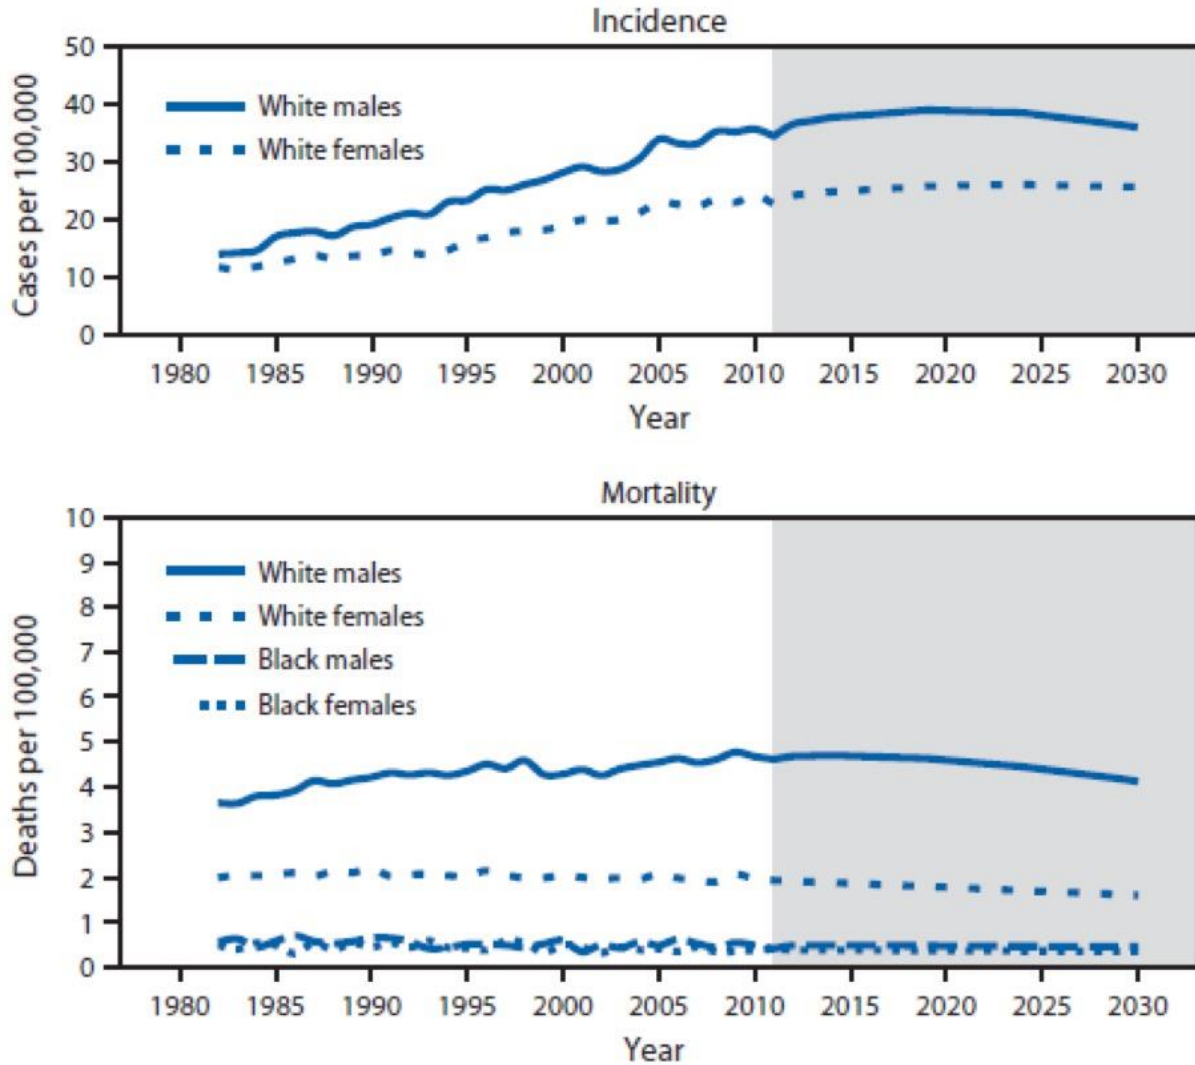 Incidence
50
40
30
20
10
0
Cases per 100,000
White males
White females
1980 1985 1990 1995 2000 2005 2010 2015 2020 2025 2030
Year
Mortality
10
9
8
7
6
5
4
3
2
1
0
Deaths per 100,000
White males
White females
Black males
Black females
1980 1985 1990 1995 2000 2005 2010 2015 2020 2025 2030
Year